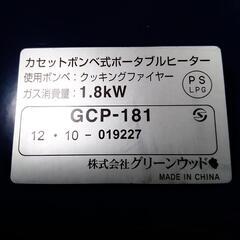 カセットボンベ式ポータブルヒーター
使用ボンベ：クッキングファイヤー
ガス消費量：1.8kW
PS
LPG
GCP-181
12・10-019227
株式会社グリーンウッド
MADE IN CHINA